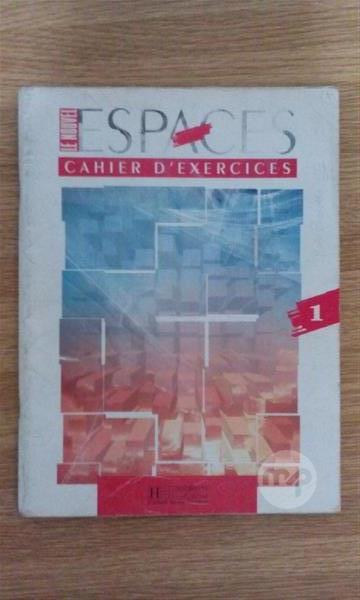 LE NOUVEL
ESPACES
CAHIER D'EXERCICES
1
H